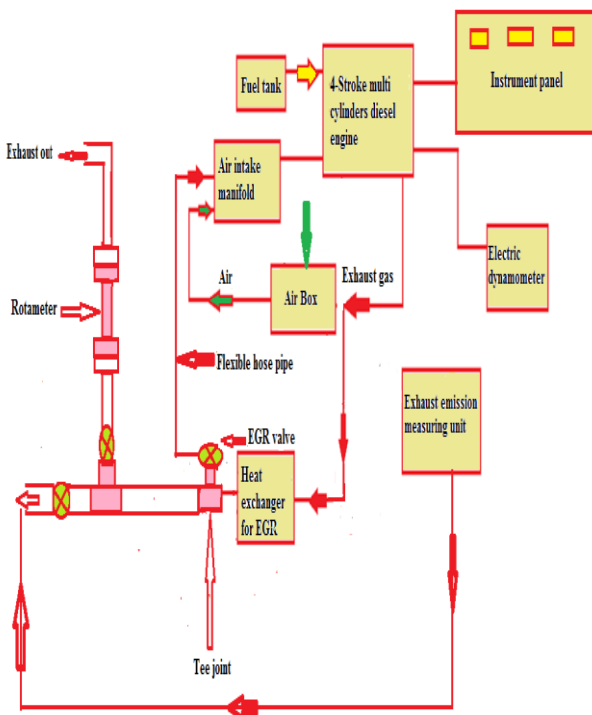 Fuel tank
4-Stroke multi
cylinders diesel
engine
Instrument panel
Exhaust out
Air intake
manifold
Electric
dynamometer
Air
Air Box
Exhaust gas
Rotameter
Flexible hose pipe
Exhaust emission
measuring unit
EGR valve
Heat
exchanger
for EGR
Tee joint